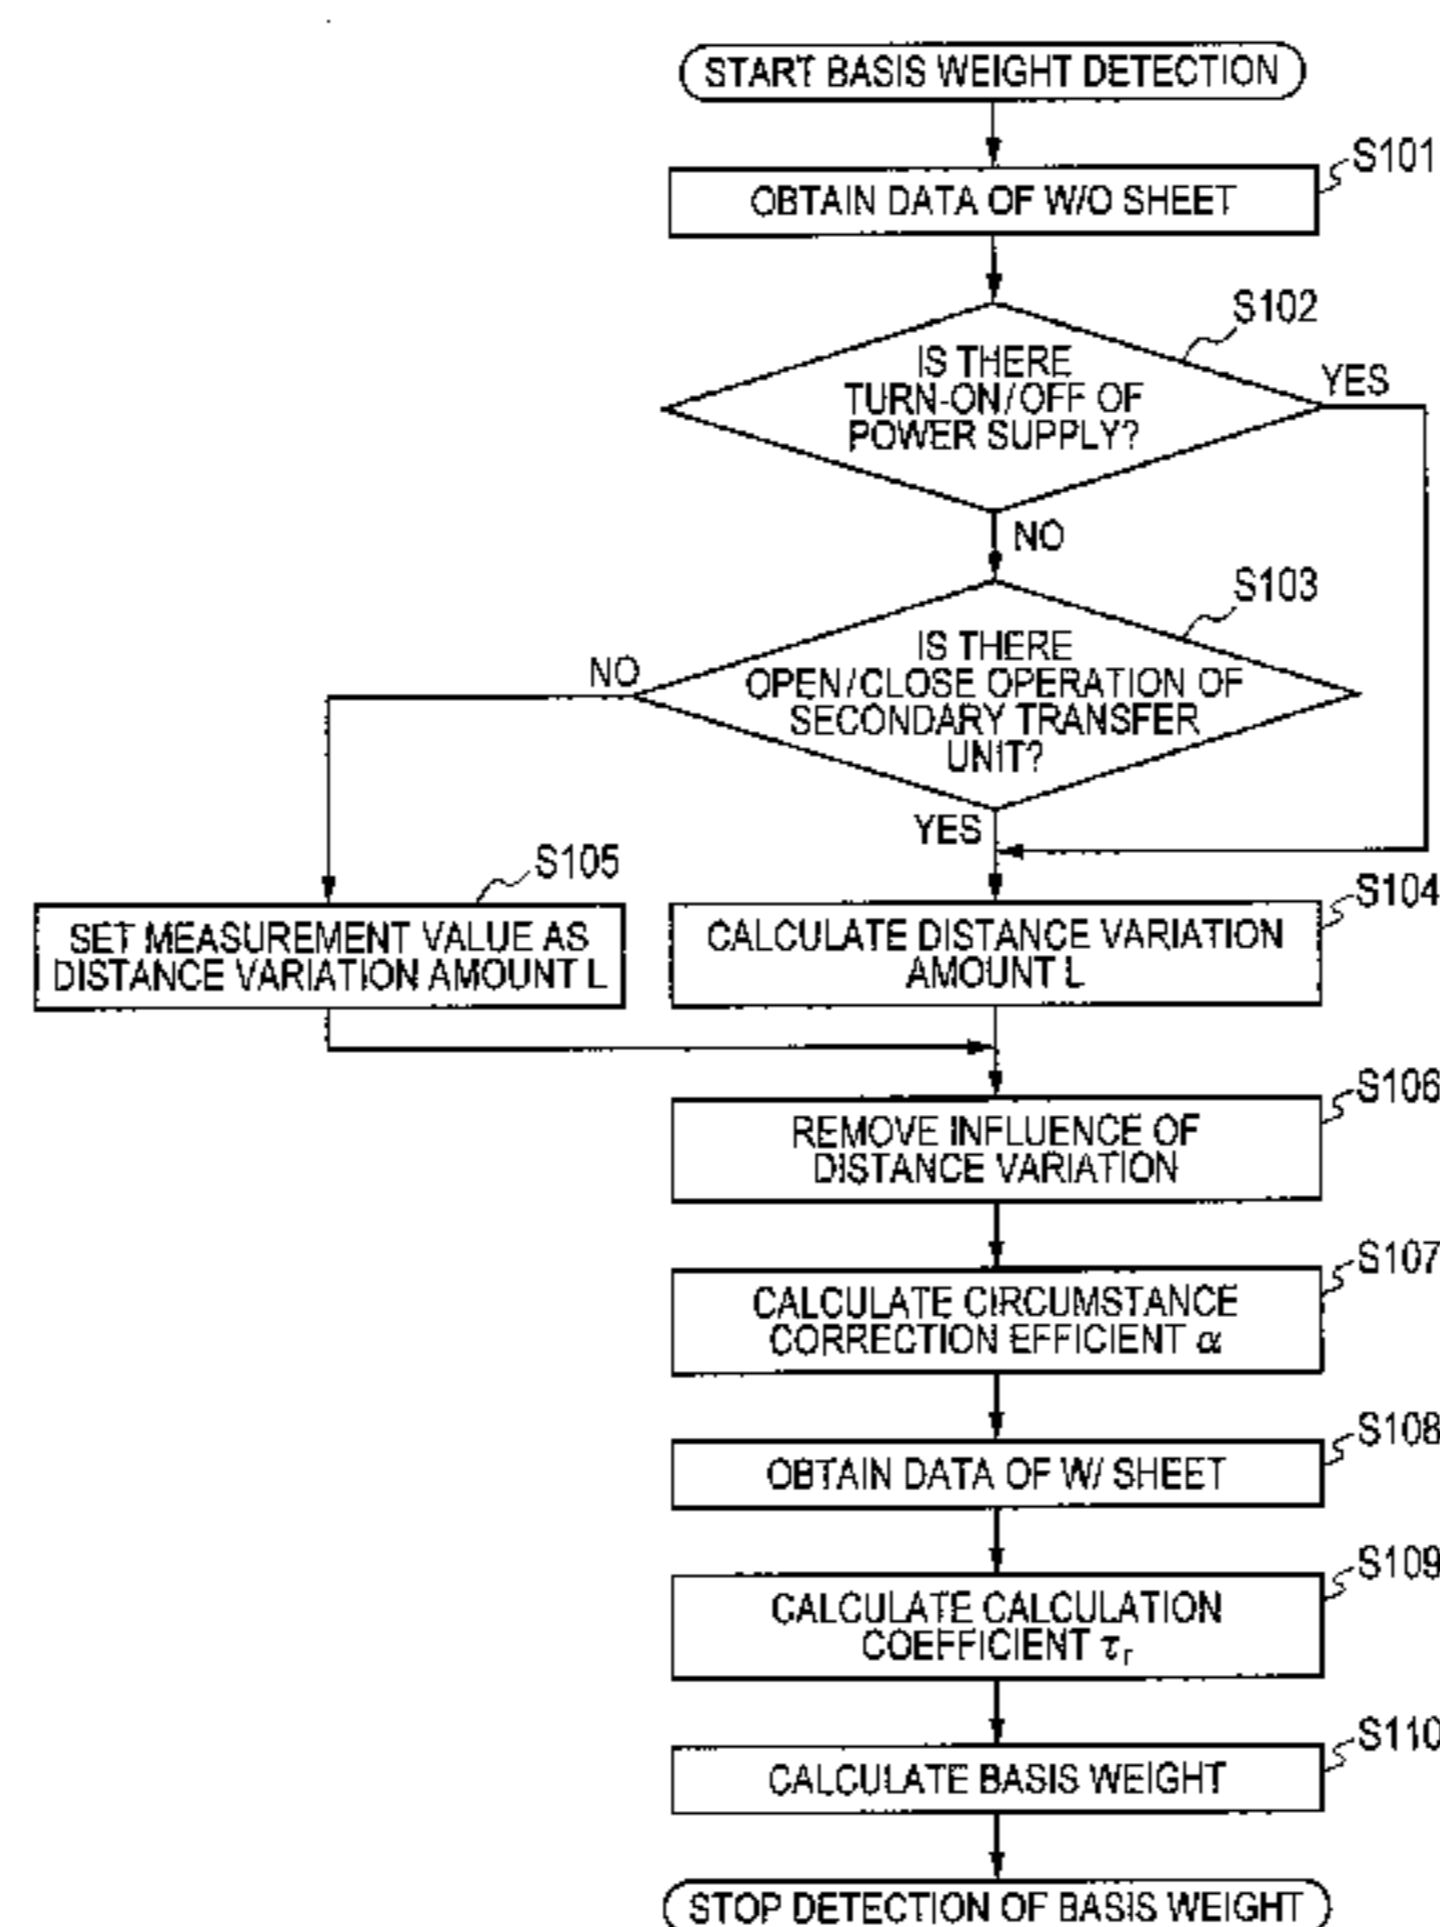 START BASIS WEIGHT DETECTION
S101
OBTAIN DATA OF W/O SHEET
S102
IS THERE
TURN-ON/OFF OF
POWER SUPPLY?
YES
NO
S103
IS THERE
OPEN/CLOSE OPERATION OF
SECONDARY TRANSFER
UNIT?
NO
YES
S105
SET MEASUREMENT VALUE AS
DISTANCE VARIATION AMOUNT L
S104
CALCULATE DISTANCE VARIATION
AMOUNT L
S106
REMOVE INFLUENCE OF
DISTANCE VARIATION
S107
CALCULATE CIRCUMSTANCE
CORRECTION EFFICIENT α
S108
OBTAIN DATA OF W/ SHEET
S109
CALCULATE CALCULATION
COEFFICIENT τr
S110
CALCULATE BASIS WEIGHT
STOP DETECTION OF BASIS WEIGHT